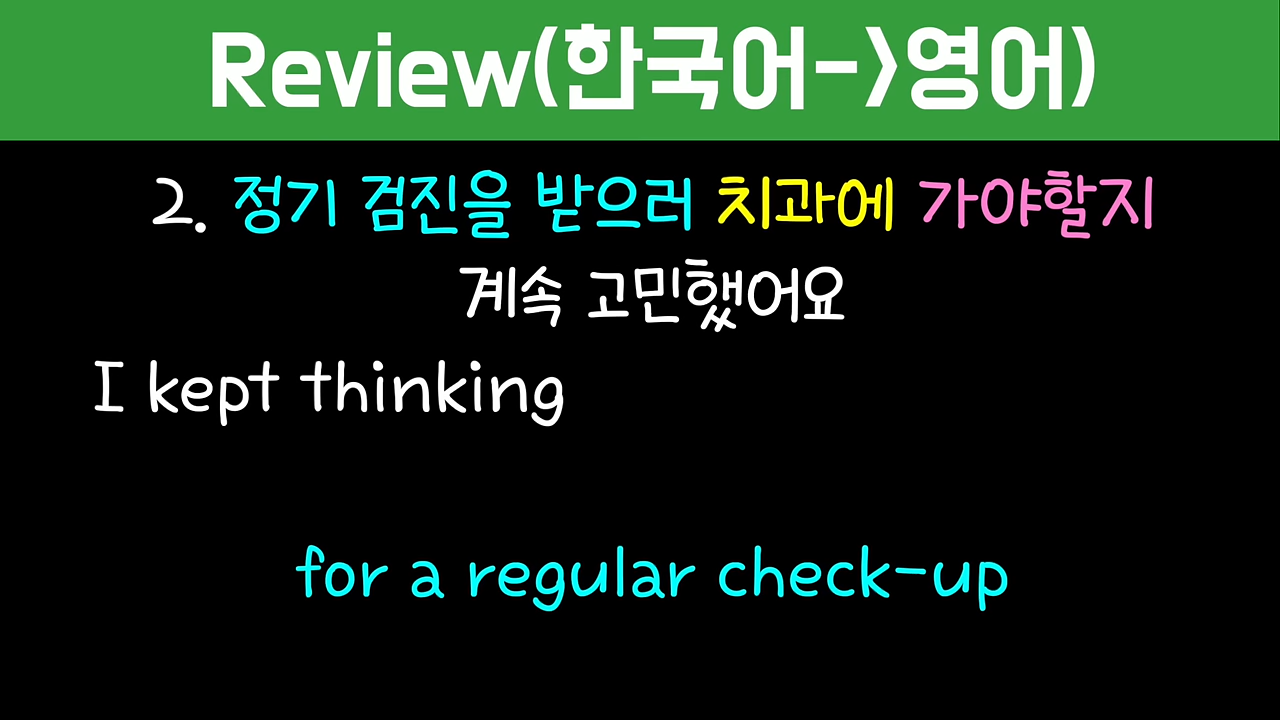 Review(한국어->영어)
2. 정기 검진을 받으러 치과에 가야할지
계속 고민했어요
I kept thinking
for a regular check-up